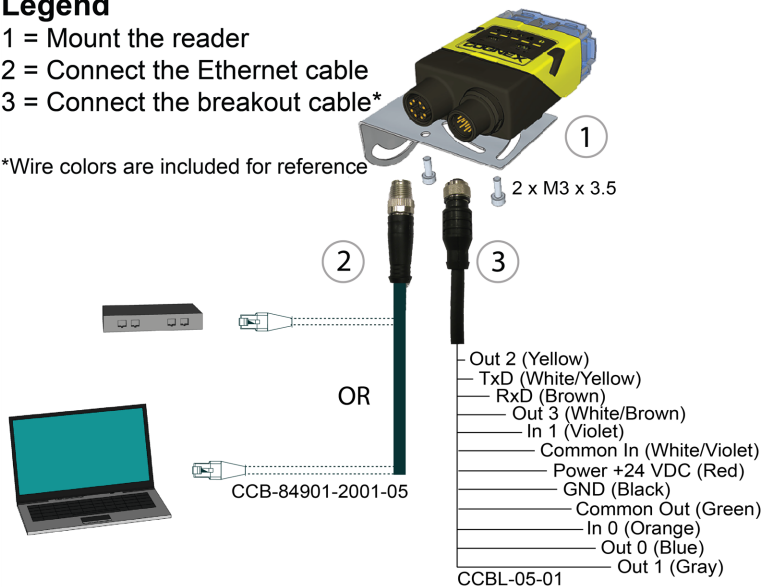 Legend
1 = Mount the reader
2 = Connect the Ethernet cable
3 = Connect the breakout cable*
*Wire colors are included for reference
COGNEX
1
2 x M3 x 3.5
2
3
OR
Out 2 (Yellow)
TxD (White/Yellow)
RxD (Brown)
Out 3 (White/Brown)
In 1 (Violet)
Common In (White/Violet)
Power +24 VDC (Red)
GND (Black)
Common Out (Green)
In 0 (Orange)
Out 0 (Blue)
Out 1 (Gray)
CCB-84901-2001-05
CCBL-05-01